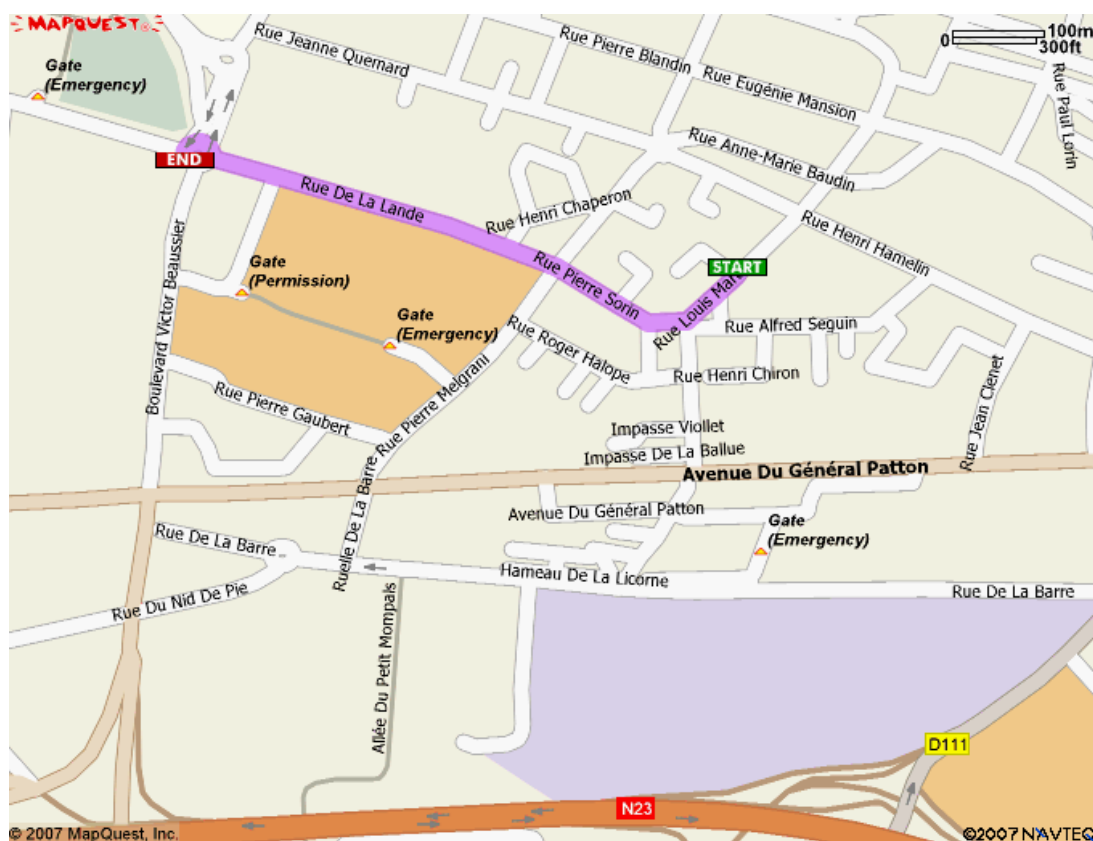 MAPQUEST
100m
0
300ft
Rue Jeanne Quernard
Rue Pierre Blandin
Rue Eugénie Mansion
Rue Paul Lorin
Gate
(Emergency)
Rue Anne-Marie Baudin
END
Rue De La Lande
Rue Henri Chaperon
Rue Henri Hamelin
START
Boulevard Victor Beaussier
Gate
(Permission)
Rue Pierre Sorin
Rue Louis Mar
Gate
(Emergency)
Rue Alfred Seguin
Rue Roger Halope
Rue Henri Chiron
Rue Pierre Melgrani
Rue Pierre Gaubert
Rue Jean Clenet
Impasse Viollet
Impasse De La Ballue
Avenue Du Général Patton
Avenue Du Général Patton
Gate
(Emergency)
Ruelle De La Barre
Rue De La Barre
Hameau De La Licorne
Rue De La Barre
Rue Du Nid De Pie
Allée Du Petit Mompais
D111
N23
© 2007 MapQuest, Inc.
©2007 NAVTEQ